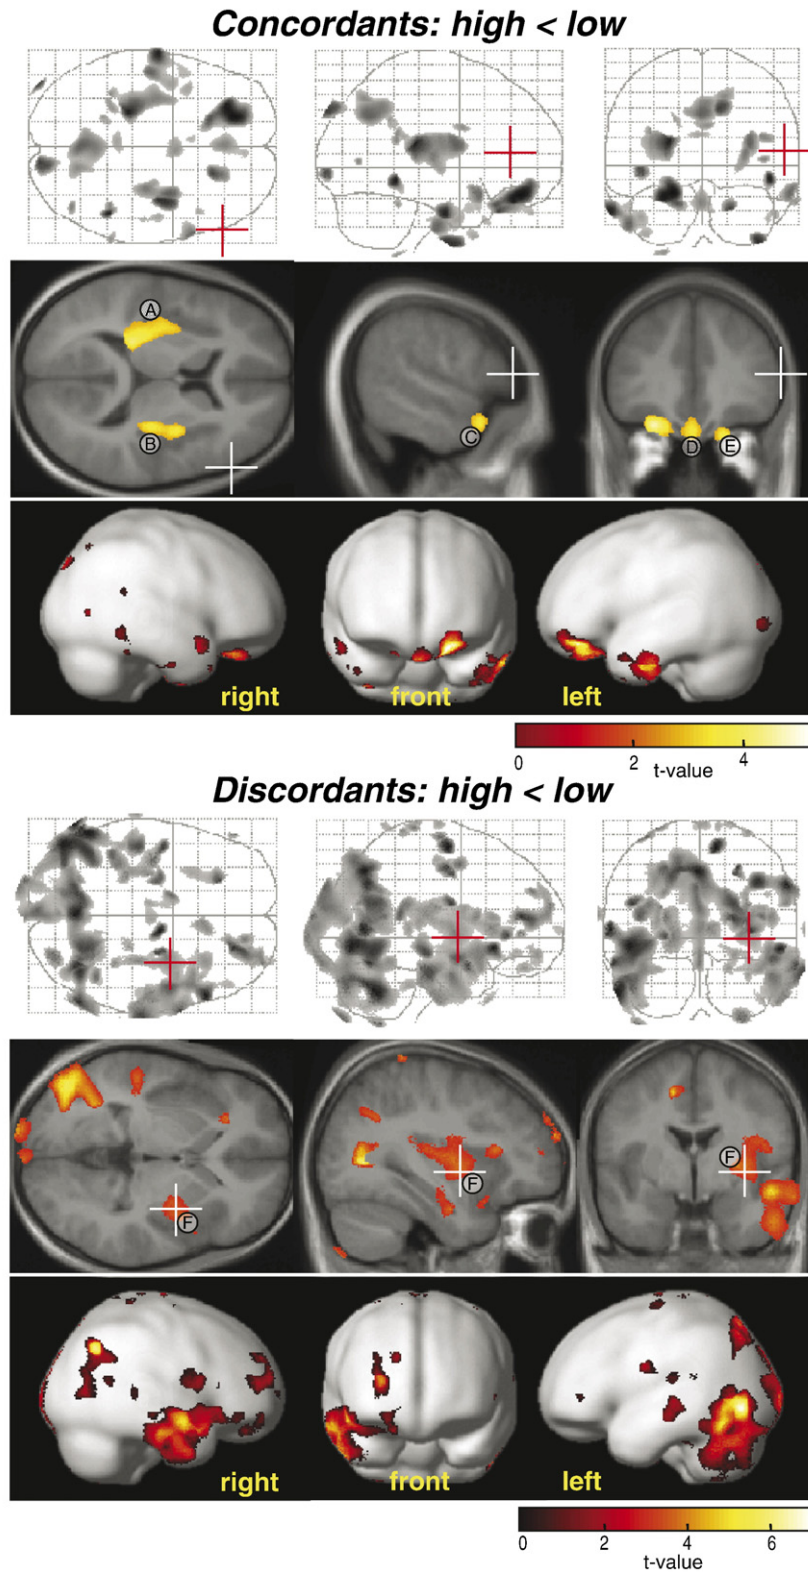 Concordants: high < low
A
B
C
D
E
right front left
0 2 4
t-value
Discordants: high < low
F
F
F
right front left
0 2 4 6
t-value